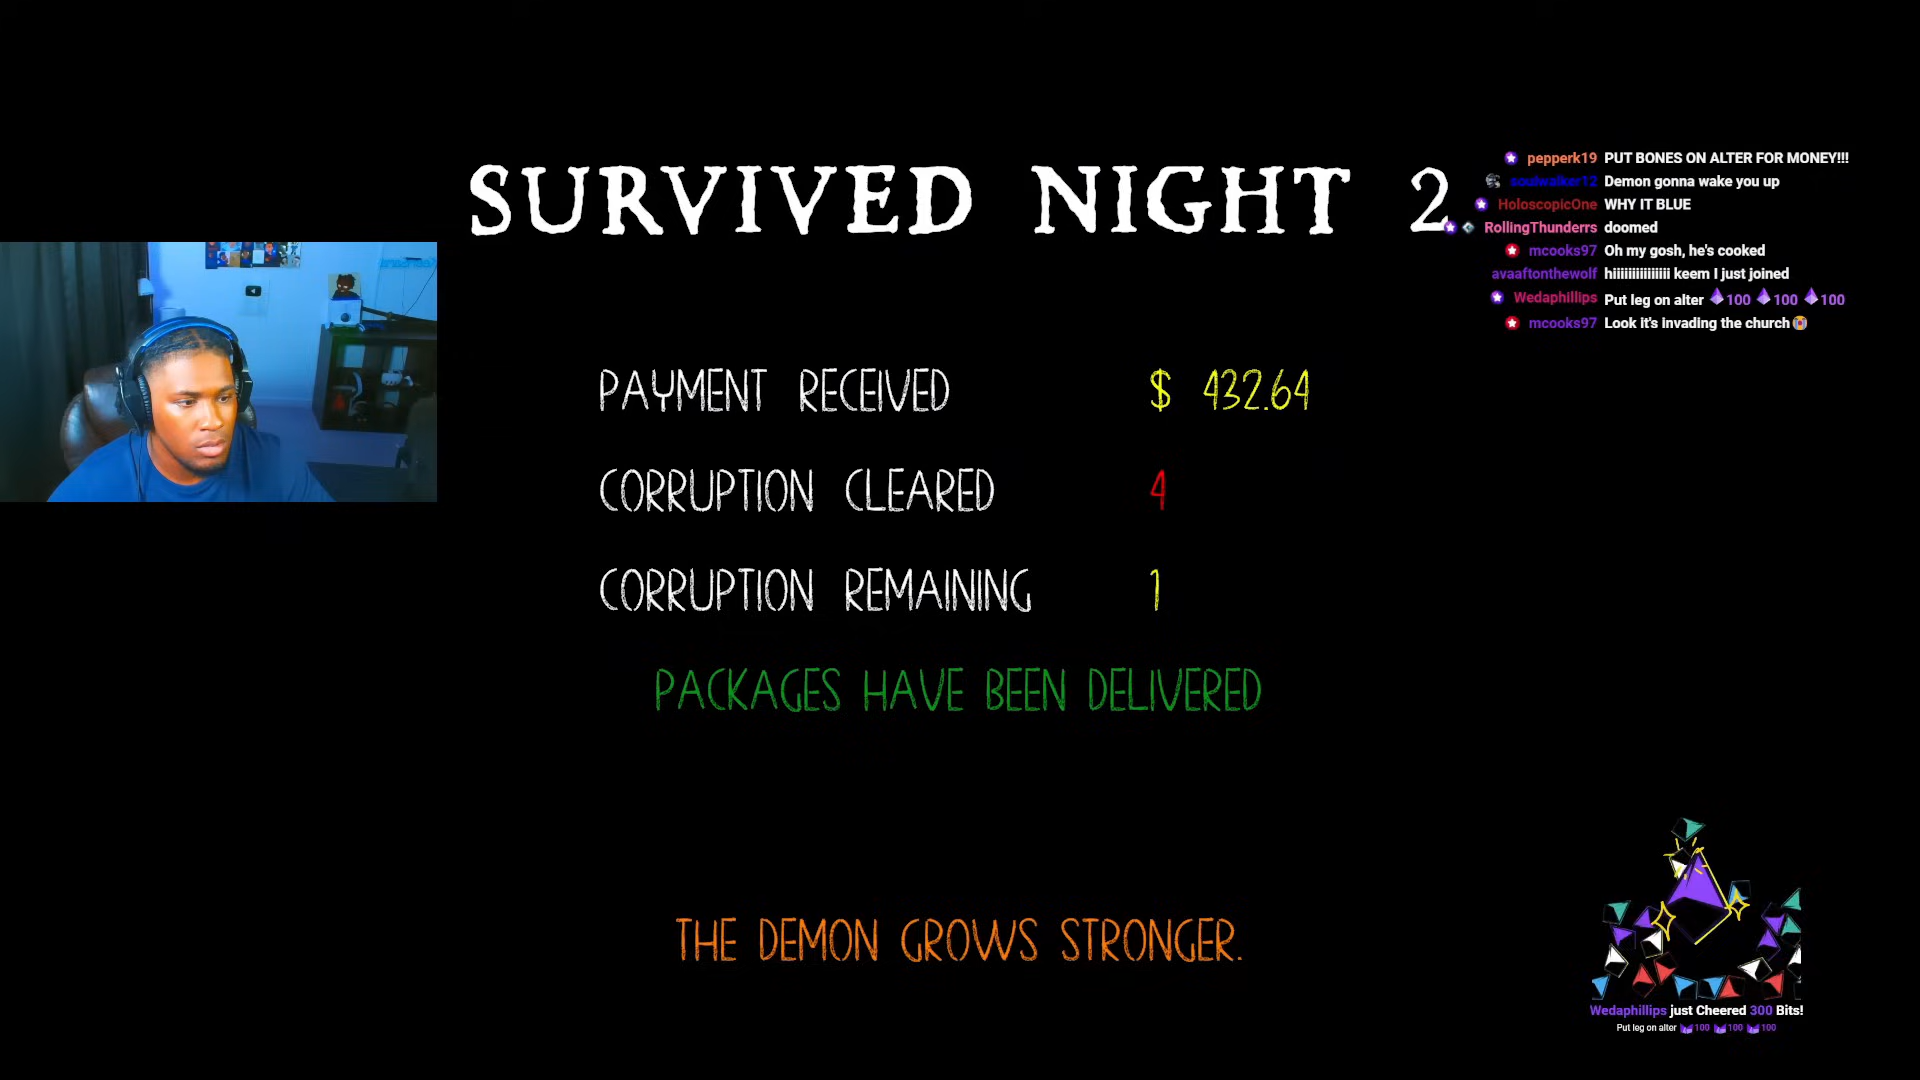 SURVIVED NIGHT 2
PAYMENT RECEIVED $ 432.64
CORRUPTION CLEARED 4
CORRUPTION REMAINING 1
PACKAGES HAVE BEEN DELIVERED
THE DEMON GROWS STRONGER.
pepperk19 PUT BONES ON ALTER FOR MONEY!!!
soulwalker12 Demon gonna wake you up
HoloscopicOne WHY IT BLUE
RollingThunderrs doomed
mcooks97 Oh my gosh, he's cooked
avaaftonthewolf hiiiiiiiiiiiiiii keem I just joined
Wedaphillips Put leg on alter 100 100 100
mcooks97 Look it's invading the church
Wedaphillips just Cheered 300 Bits!
Put leg on alter 100 100 100